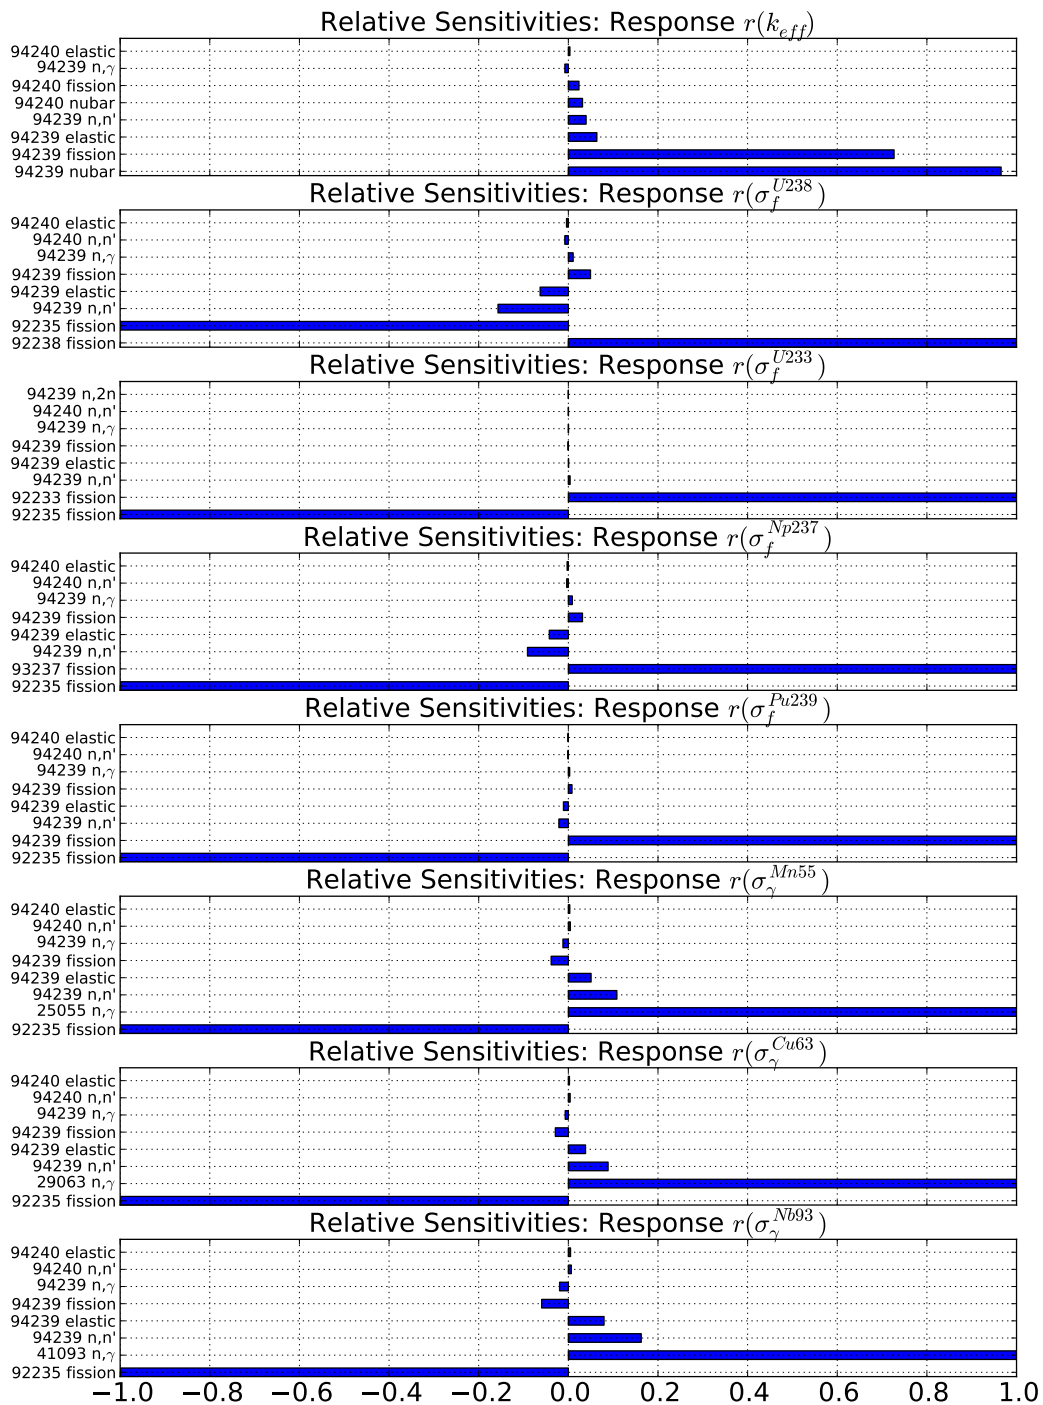 Relative Sensitivities: Response r(k_eff)
94240 elastic
94239 n,γ
94240 fission
94240 nubar
94239 n,n'
94239 elastic
94239 fission
94239 nubar
Relative Sensitivities: Response r(σ_f^U238)
94240 elastic
94240 n,n'
94239 n,γ
94239 fission
94239 elastic
94239 n,n'
92235 fission
92238 fission
Relative Sensitivities: Response r(σ_f^U233)
94239 n,2n
94240 n,n'
94239 n,γ
94239 fission
94239 elastic
94239 n,n'
92233 fission
92235 fission
Relative Sensitivities: Response r(σ_f^Np237)
94240 elastic
94240 n,n'
94239 n,γ
94239 fission
94239 elastic
94239 n,n'
93237 fission
92235 fission
Relative Sensitivities: Response r(σ_f^Pu239)
94240 elastic
94240 n,n'
94239 n,γ
94239 fission
94239 elastic
94239 n,n'
94239 fission
92235 fission
Relative Sensitivities: Response r(σ_γ^Mn55)
94240 elastic
94240 n,n'
94239 n,γ
94239 fission
94239 elastic
94239 n,n'
25055 n,γ
92235 fission
Relative Sensitivities: Response r(σ_γ^Cu63)
94240 elastic
94240 n,n'
94239 n,γ
94239 fission
94239 elastic
94239 n,n'
29063 n,γ
92235 fission
Relative Sensitivities: Response r(σ_γ^Nb93)
94240 elastic
94240 n,n'
94239 n,γ
94239 fission
94239 elastic
94239 n,n'
41093 n,γ
92235 fission
−1.0 −0.8 −0.6 −0.4 −0.2 0.0 0.2 0.4 0.6 0.8 1.0